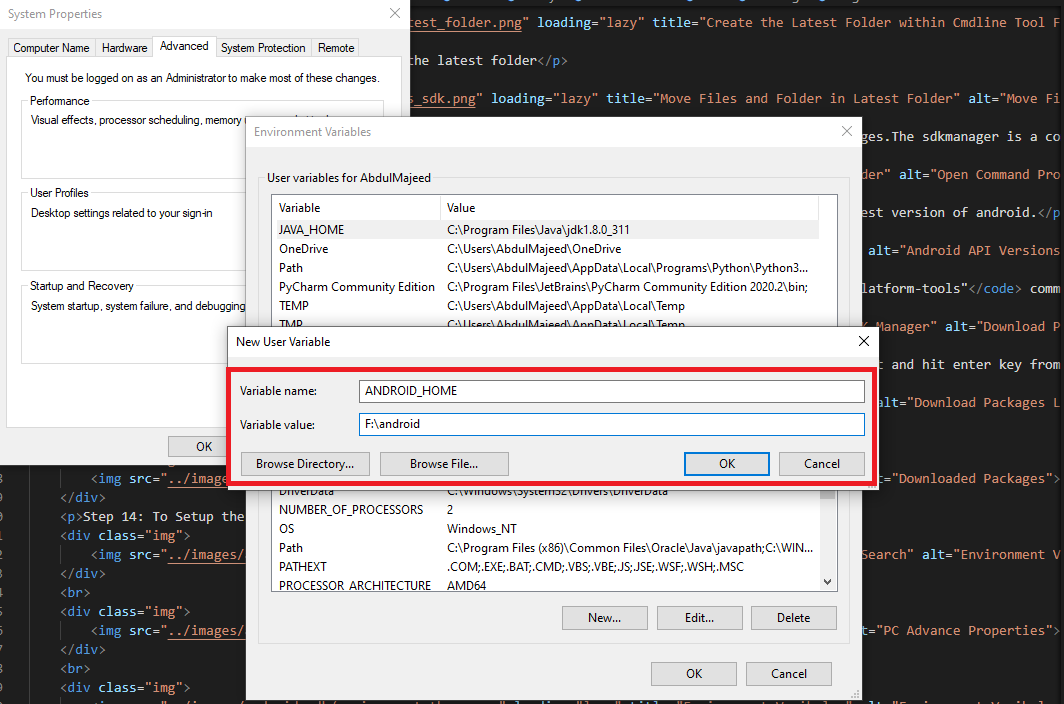 System Properties
Computer Name Hardware Advanced System Protection Remote
You must be logged on as an Administrator to make most of these changes.
Performance
Visual effects, processor scheduling, memory
User Profiles
Desktop settings related to your sign-in
Startup and Recovery
System startup, system failure, and debugging
OK
test_folder.png" loading="lazy" title="Create the Latest Folder within Cmdline Tool F
the latest folder</p>
s_sdk.png" loading="lazy" title="Move Files and Folder in Latest Folder" alt="Move Fi
ges.The sdkmanager is a co
der" alt="Open Command Pro
est version of android.</p
alt="Android API Versions
latform-tools"</code> comm
Manager" alt="Download P
t and hit enter key from
alt="Download Packages L
Environment Variables
User variables for AbdulMajeed
Variable Value
JAVA_HOME C:\Program Files\Java\jdk1.8.0_311
OneDrive C:\Users\AbdulMajeed\OneDrive
Path C:\Users\AbdulMajeed\AppData\Local\Programs\Python\Python3...
PyCharm Community Edition C:\Program Files\JetBrains\PyCharm Community Edition 2020.2\bin;
TEMP C:\Users\AbdulMajeed\AppData\Local\Temp
TMP C:\Users\AbdulMajeed\AppData\Local\Temp
New User Variable
Variable name: ANDROID_HOME
Variable value: F:\android
Browse Directory... Browse File... OK Cancel
DriverData C:\Windows\System32\Drivers\DriverData
NUMBER_OF_PROCESSORS 2
OS Windows_NT
Path C:\Program Files (x86)\Common Files\Oracle\Java\javapath;C:\WIN...
PATHEXT .COM;.EXE;.BAT;.CMD;.VBS;.VBE;.JS;.JSE;.WSF;.WSH;.MSC
PROCESSOR_ARCHITECTURE AMD64
New... Edit... Delete
OK Cancel
<img src="../images/ ="Downloaded Packages">
</div>
<p>Step 14: To Setup the
<div class="img">
<img src="../images/ Search" alt="Environment V
</div>
<br>
<div class="img">
<img src="../images/ t="PC Advance Properties">
</div>
<br>
<div class="img">